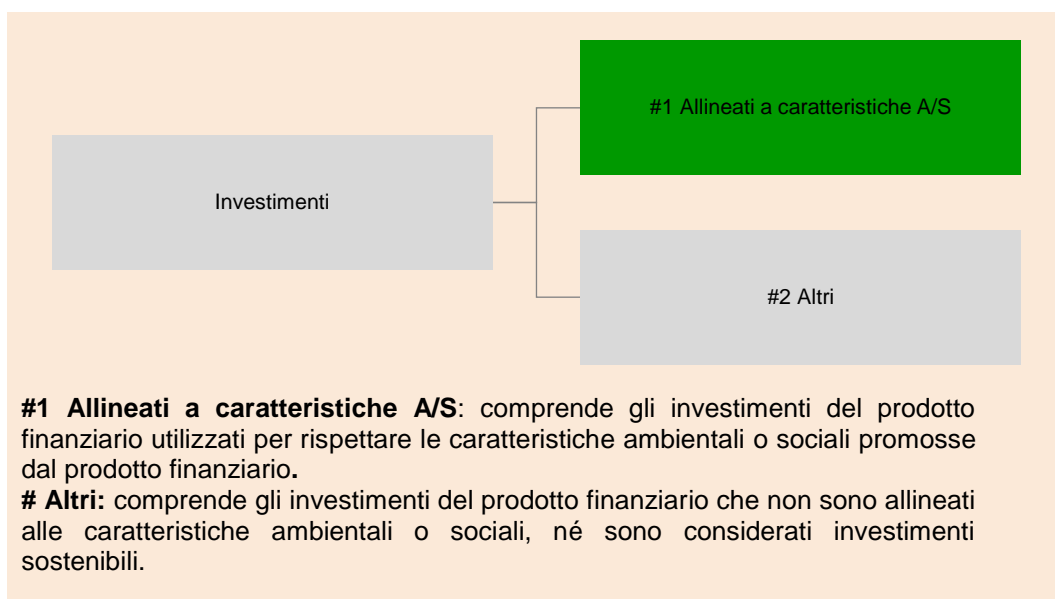 #1 Allineati a caratteristiche A/S
Investimenti
#2 Altri
#1 Allineati a caratteristiche A/S: comprende gli investimenti del prodotto
finanziario utilizzati per rispettare le caratteristiche ambientali o sociali promosse
dal prodotto finanziario.
# Altri: comprende gli investimenti del prodotto finanziario che non sono allineati
alle caratteristiche ambientali o sociali, né sono considerati investimenti
sostenibili.